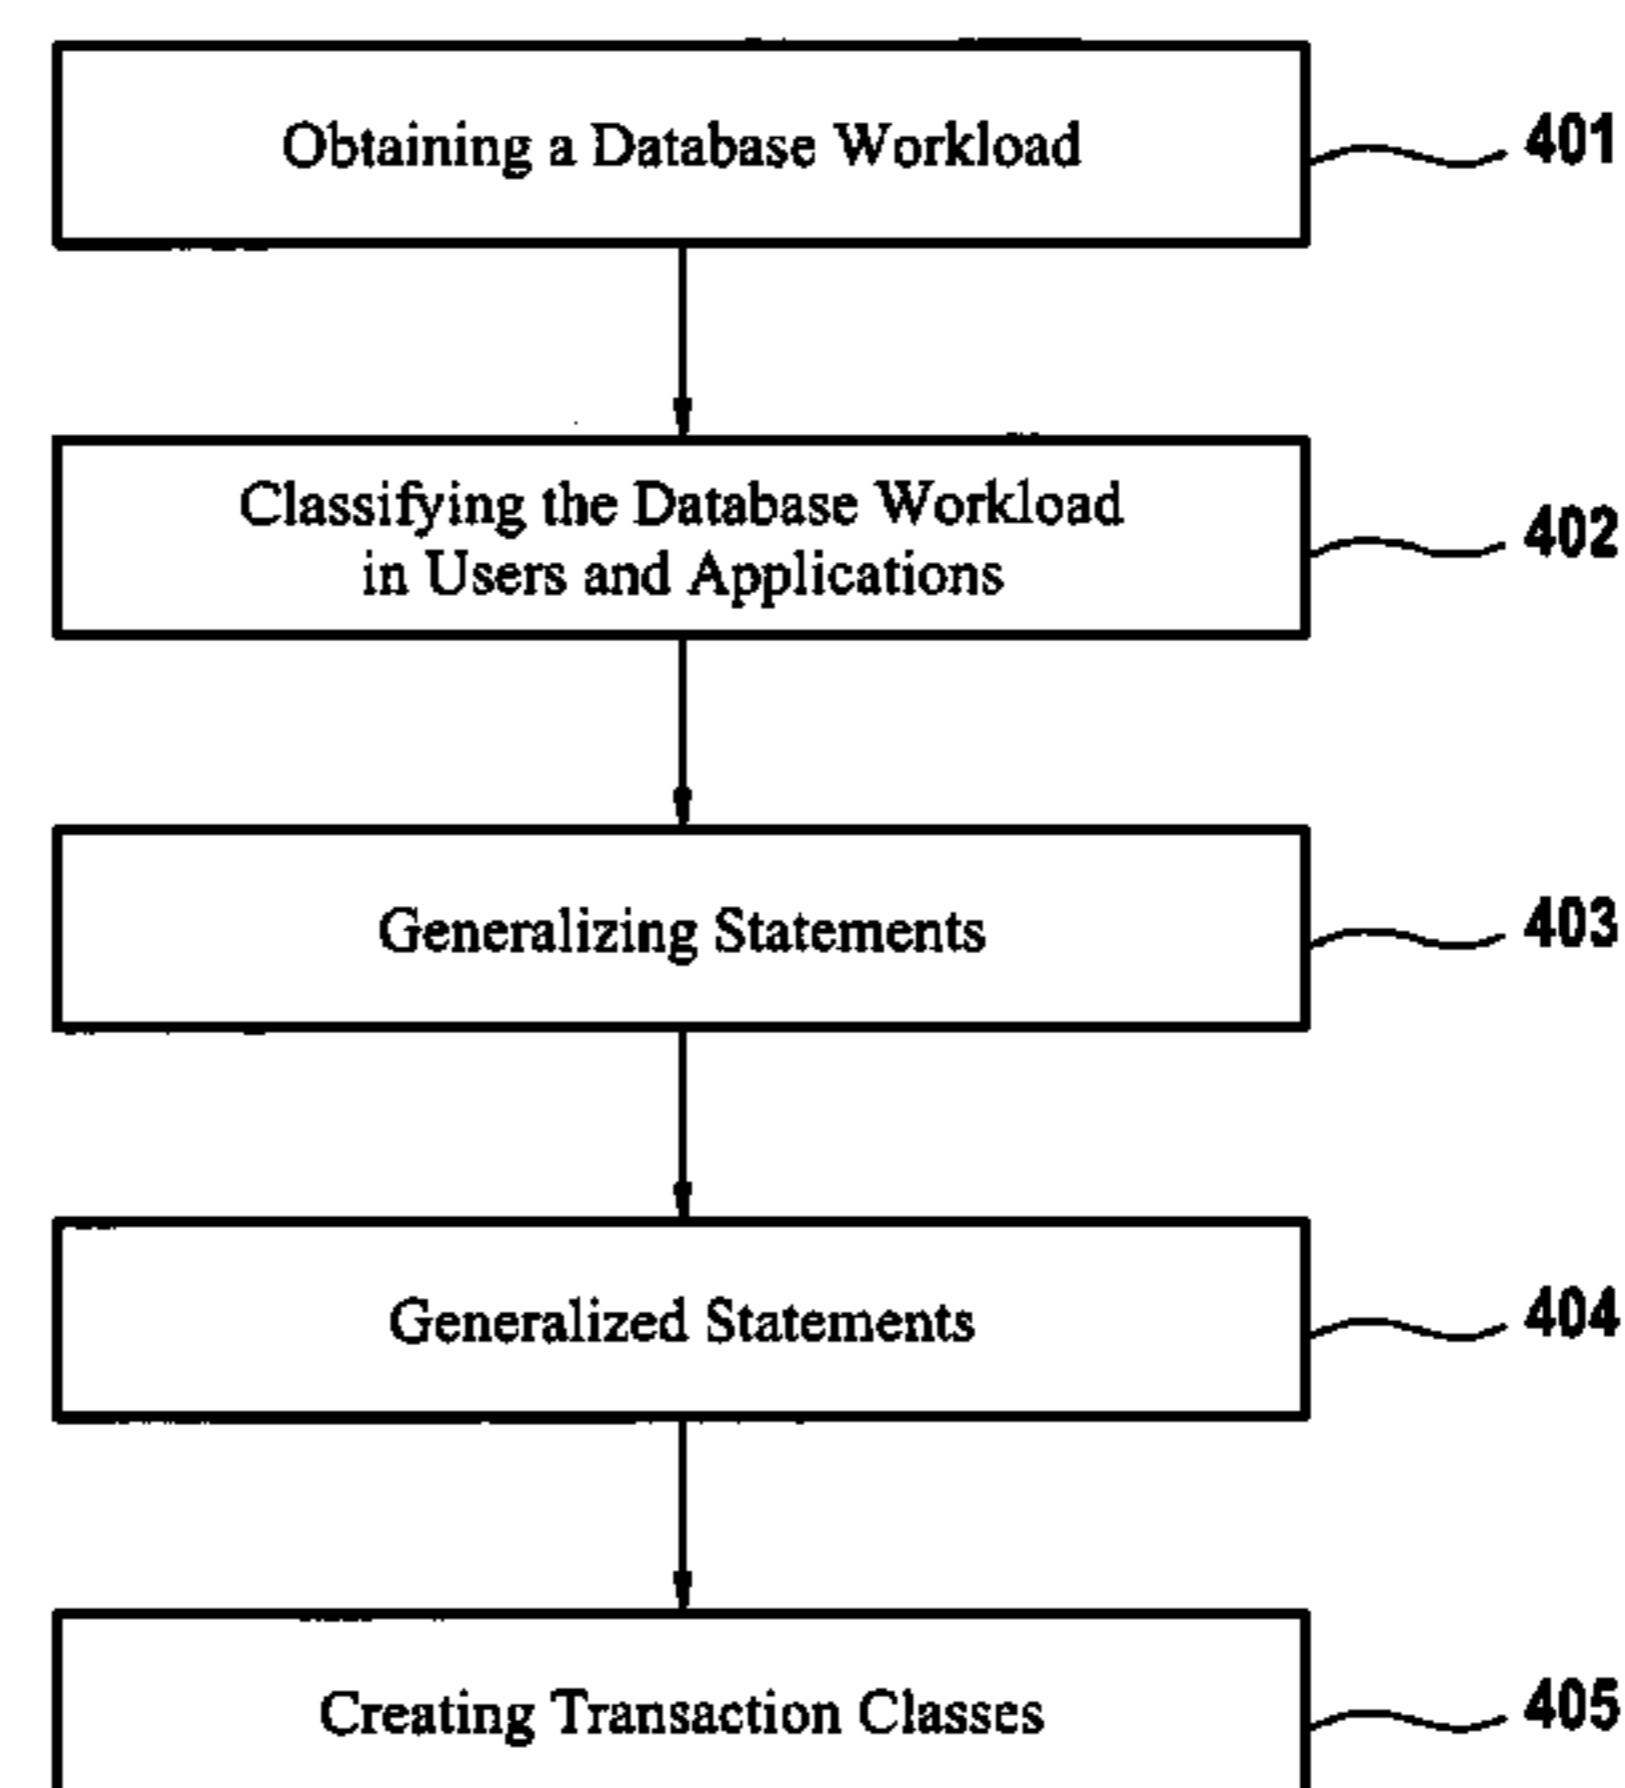 Obtaining a Database Workload
401
Classifying the Database Workload
in Users and Applications
402
Generalizing Statements
403
Generalized Statements
404
Creating Transaction Classes
405